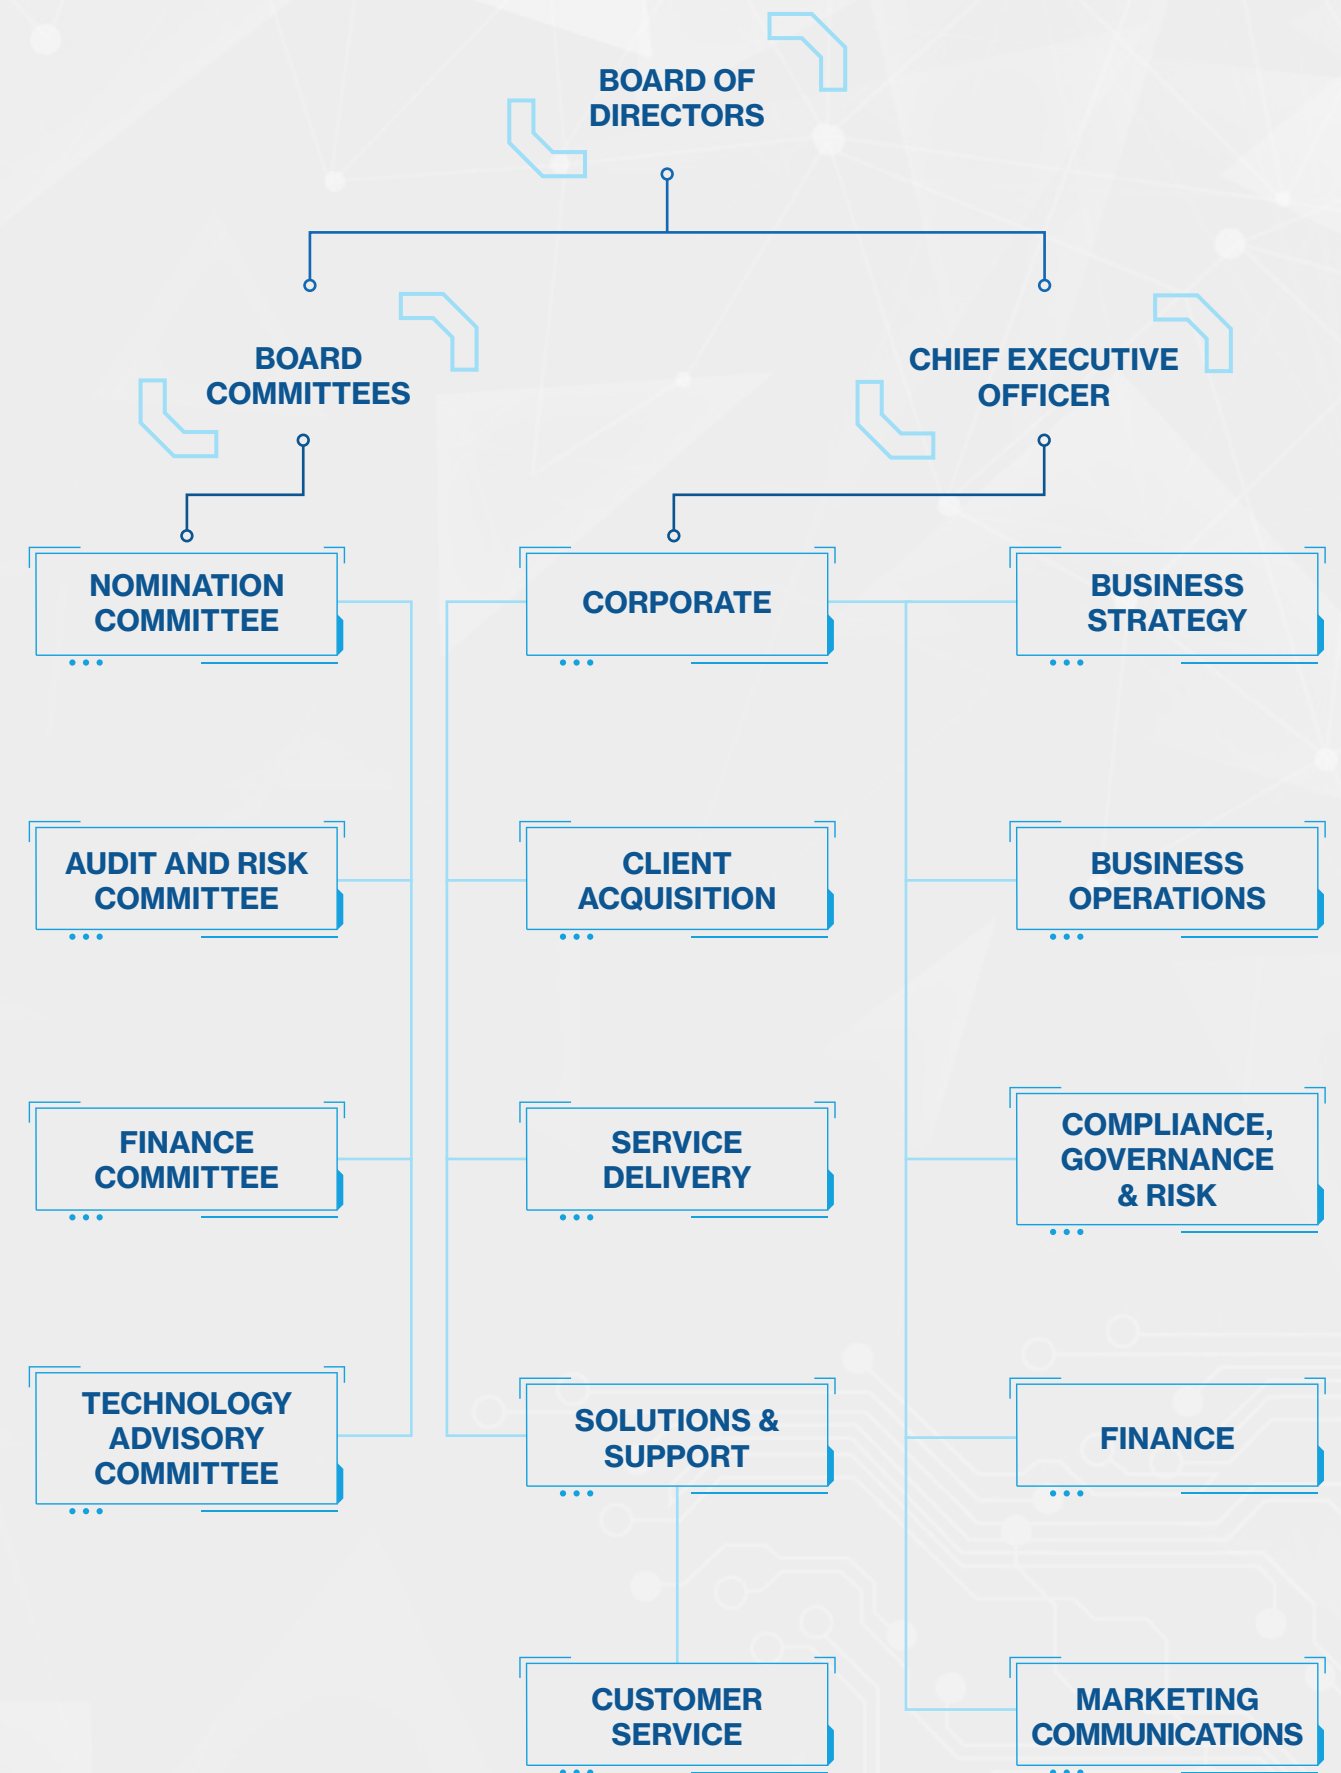 BOARD OF
DIRECTORS
BOARD
COMMITTEES
CHIEF EXECUTIVE
OFFICER
NOMINATION
COMMITTEE
CORPORATE
BUSINESS
STRATEGY
AUDIT AND RISK
COMMITTEE
CLIENT
ACQUISITION
BUSINESS
OPERATIONS
FINANCE
COMMITTEE
SERVICE
DELIVERY
COMPLIANCE,
GOVERNANCE
& RISK
TECHNOLOGY
ADVISORY
COMMITTEE
SOLUTIONS &
SUPPORT
FINANCE
CUSTOMER
SERVICE
MARKETING
COMMUNICATIONS